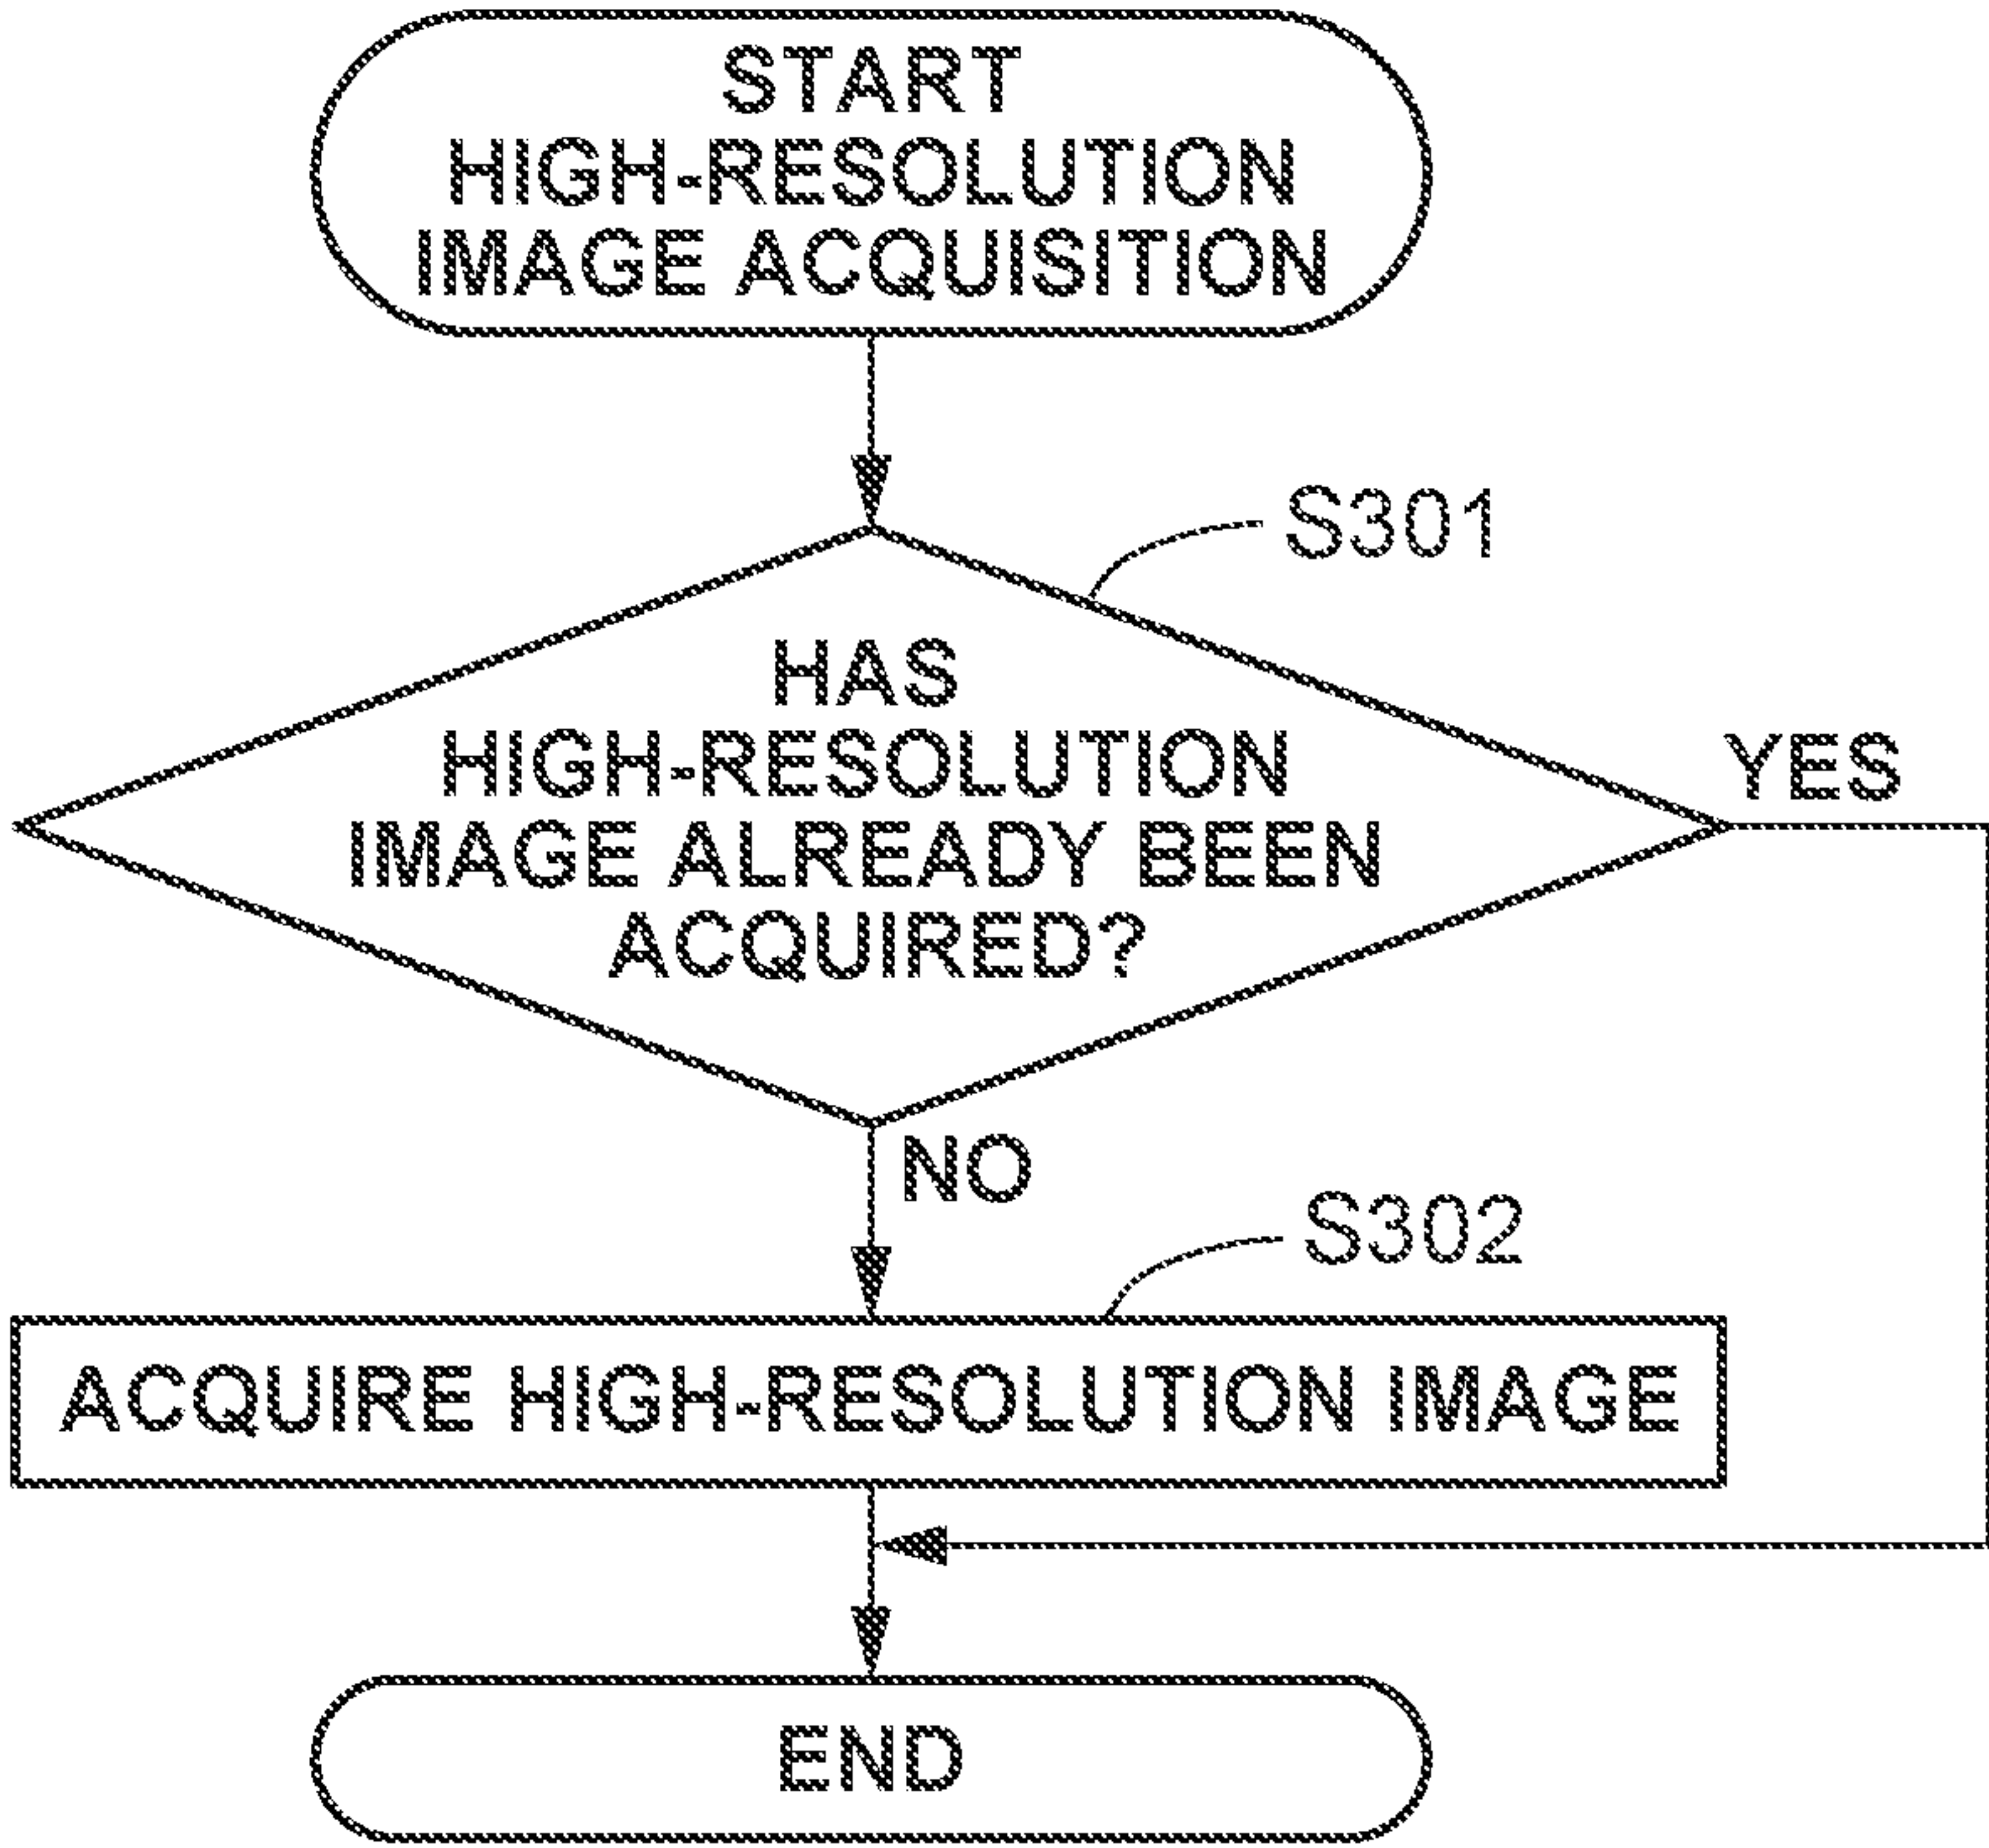 START
HIGH-RESOLUTION
IMAGE ACQUISITION
S301
HAS
HIGH-RESOLUTION
IMAGE ALREADY BEEN
ACQUIRED?
YES
NO
S302
ACQUIRE HIGH-RESOLUTION IMAGE
END